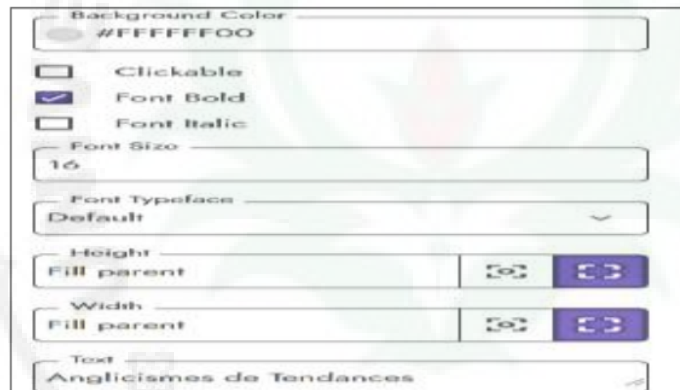 Background Color
#FFFFFF00
Clickable
Font Bold
Font Italic
Font Size
16
Font Typeface
Default
Height
Fill parent
Width
Fill parent
Text
Anglicismes de Tendances